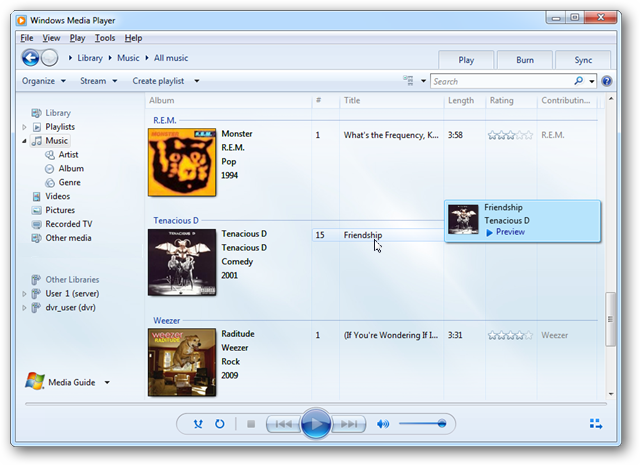 Windows Media Player
File View Play Tools Help
Library Music All music
Play Burn Sync
Organize Stream Create playlist
Search
Album # Title Length Rating Contributin...
Library
Playlists
Music
Artist
Album
Genre
Videos
Pictures
Recorded TV
Other media
Other Libraries
User 1 (server)
dvr_user (dvr)
Media Guide
R.E.M.
MONSTER R.E.M.
Monster 1 What's the Frequency, K... 3:58 R.E.M.
R.E.M.
Pop
1994
Tenacious D
TENACIOUS D
Tenacious D 15 Friendship
Tenacious D
Comedy
2001
Friendship
Tenacious D
Preview
Weezer
weezer
RADITUDE
Raditude 1 (If You're Wondering If I... 3:31 Weezer
Weezer
Rock
2009